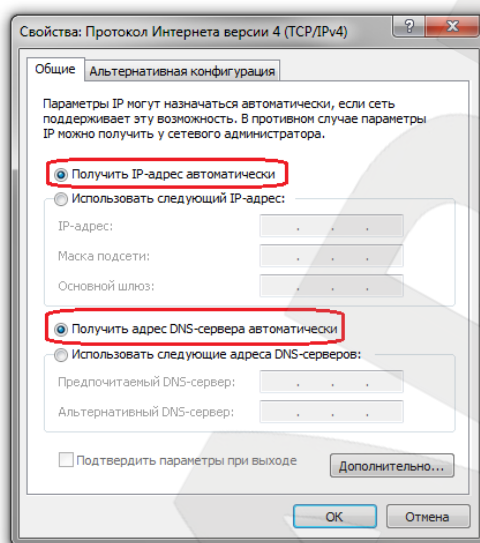 Свойства: Протокол Интернета версии 4 (TCP/IPv4)
Общие
Альтернативная конфигурация
Параметры IP могут назначаться автоматически, если сеть
поддерживает эту возможность. В противном случае параметры
IP можно получить у сетевого администратора.
Получить IP-адрес автоматически
Использовать следующий IP-адрес:
IP-адрес:
Маска подсети:
Основной шлюз:
Получить адрес DNS-сервера автоматически
Использовать следующие адреса DNS-серверов:
Предпочитаемый DNS-сервер:
Альтернативный DNS-сервер:
Подтвердить параметры при выходе
Дополнительно...
ОК
Отмена